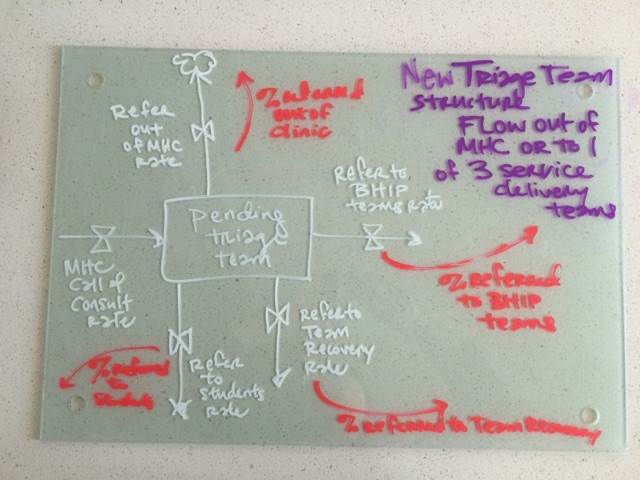 New Triage Team
structure
Flow out of
MHC or to 1
of 3 service
delivery
teams
Refer
out
of MHC
rate
% referred
out of
clinic
Refer to
BHIP
teams Rate
pending
triage
team
MHC
Call of
Consult
Rate
% referred
to BHIP
teams
Refer to
Team
Recovery
Rate
Refer
to
students
rate
% referred
to
students
% referred to Team Recovery